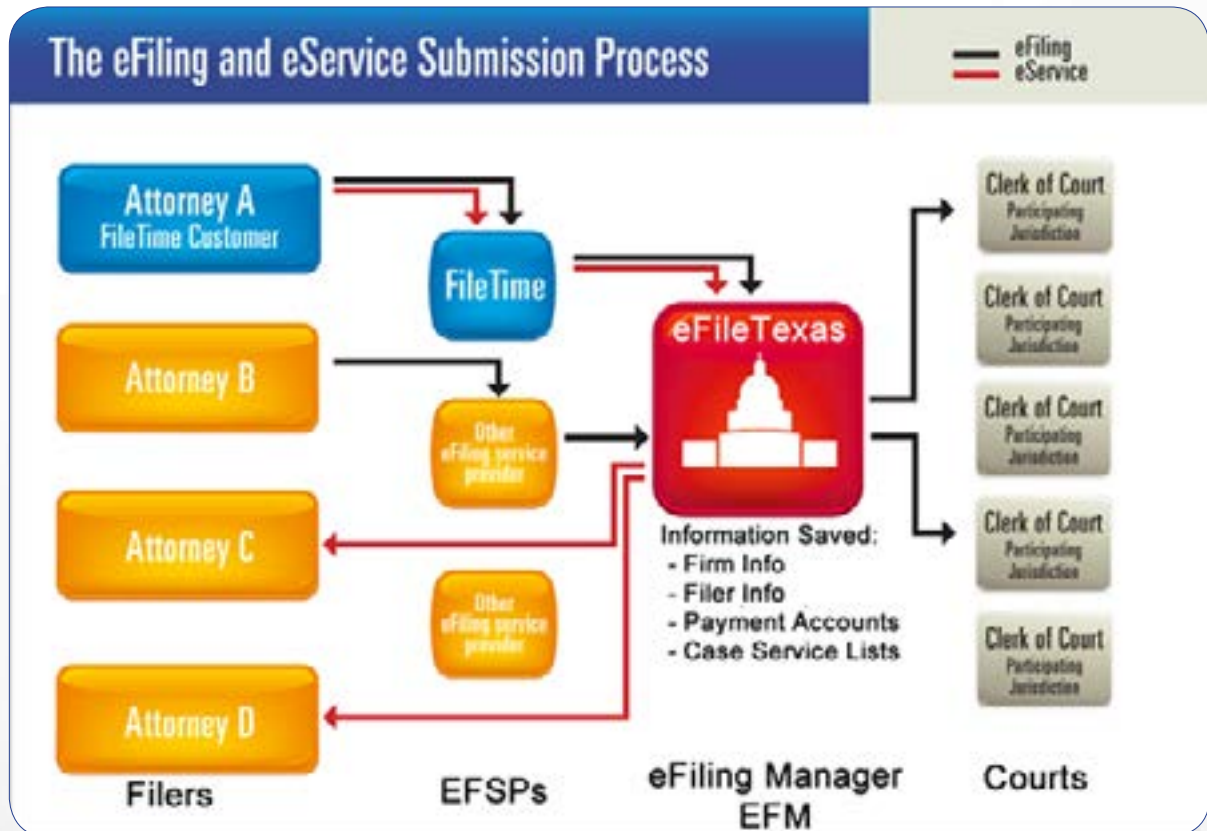 The eFiling and eService Submission Process
eFiling
eService
Attorney A
FileTime Customer
Attorney B
Attorney C
Attorney D
Filers
FileTime
Other
eFiling service
provider
Other
eFiling service
provider
EFSPs
eFileTexas
Information Saved:
- Firm Info
- Filer Info
- Payment Accounts
- Case Service Lists
eFiling Manager
EFM
Clerk of Court
Participating
Jurisdiction
Clerk of Court
Participating
Jurisdiction
Clerk of Court
Participating
Jurisdiction
Clerk of Court
Participating
Jurisdiction
Clerk of Court
Participating
Jurisdiction
Courts